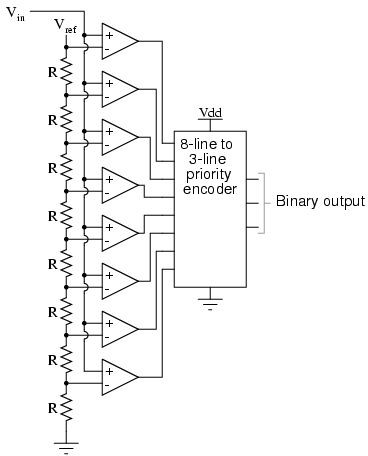 Vin
Vref
R
R
R
R
R
R
R
R
+
-
+
-
+
-
+
-
+
-
+
-
+
-
+
-
Vdd
8-line to
3-line
priority
encoder
Binary output